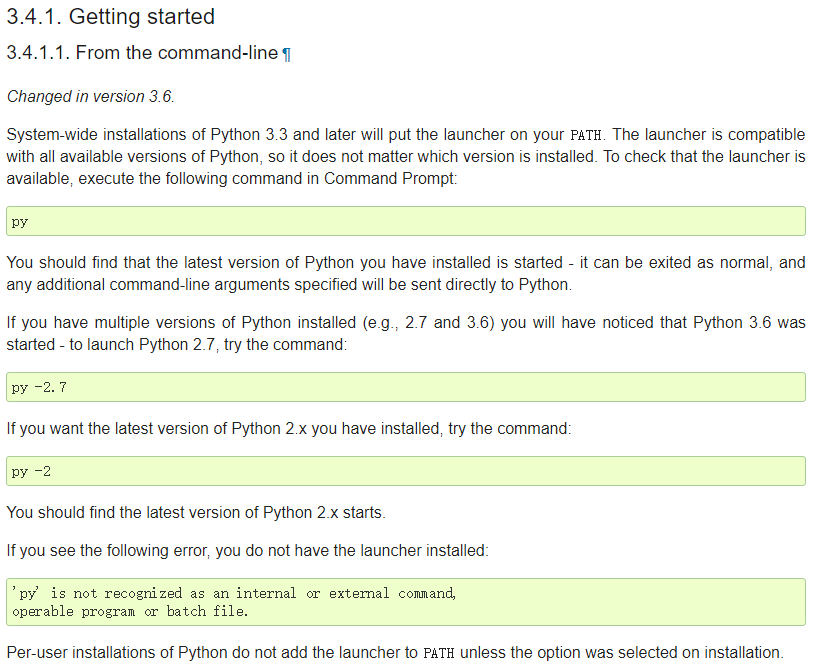 3.4.1. Getting started
3.4.1.1. From the command-line ¶
Changed in version 3.6.
System-wide installations of Python 3.3 and later will put the launcher on your PATH. The launcher is compatible
with all available versions of Python, so it does not matter which version is installed. To check that the launcher is
available, execute the following command in Command Prompt:
py
You should find that the latest version of Python you have installed is started - it can be exited as normal, and
any additional command-line arguments specified will be sent directly to Python.
If you have multiple versions of Python installed (e.g., 2.7 and 3.6) you will have noticed that Python 3.6 was
started - to launch Python 2.7, try the command:
py -2.7
If you want the latest version of Python 2.x you have installed, try the command:
py -2
You should find the latest version of Python 2.x starts.
If you see the following error, you do not have the launcher installed:
'py' is not recognized as an internal or external command,
operable program or batch file.
Per-user installations of Python do not add the launcher to PATH unless the option was selected on installation.